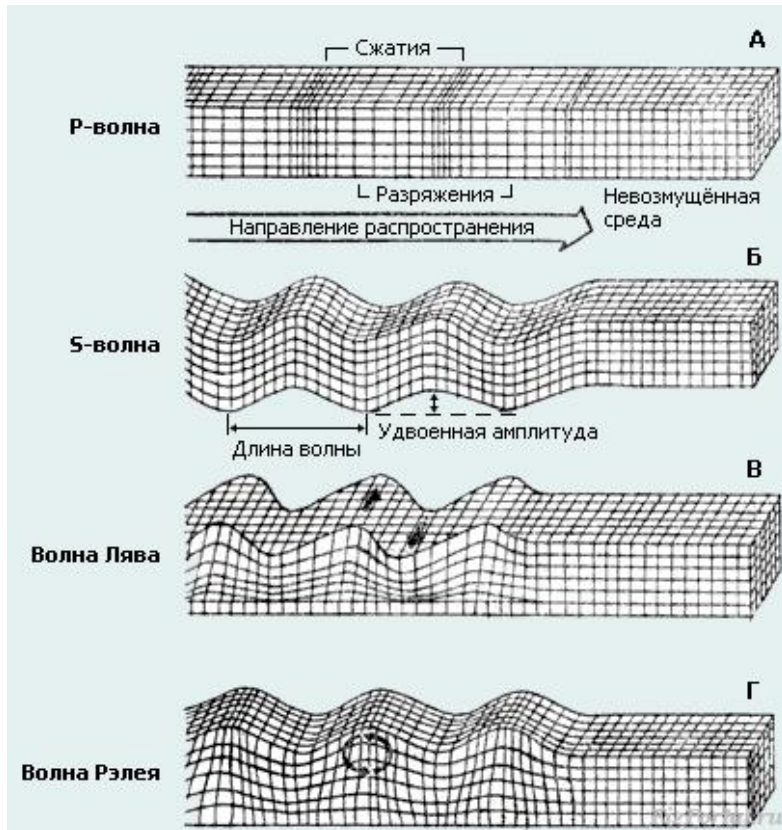 А
Сжатия
P-волна
Разряжения
Невозмущённая
среда
Направление распространения
Б
S-волна
Удвоенная амплитуда
Длина волны
В
Волна Лява
Г
Волна Рэлея